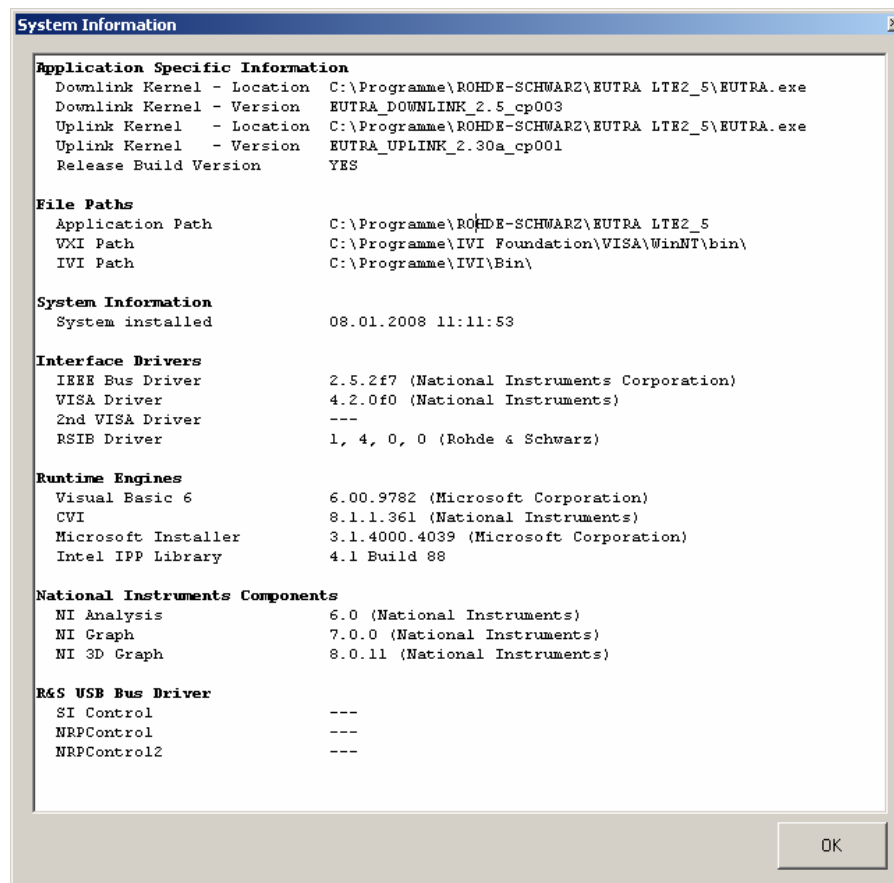 System Information
Application Specific Information
Downlink Kernel - Location C:\Programme\ROHDE-SCHWARZ\EUTRA LTE2_5\EUTRA.exe
Downlink Kernel - Version EUTRA_DOWNLINK_2.5_cp003
Uplink Kernel - Location C:\Programme\ROHDE-SCHWARZ\EUTRA LTE2_5\EUTRA.exe
Uplink Kernel - Version EUTRA_UPLINK_2.30a_cp001
Release Build Version YES
File Paths
Application Path C:\Programme\ROHDE-SCHWARZ\EUTRA LTE2_5
VXI Path C:\Programme\IVI Foundation\VISA\WinNT\bin\
IVI Path C:\Programme\IVI\Bin\
System Information
System installed 08.01.2008 11:11:53
Interface Drivers
IEEE Bus Driver 2.5.2f7 (National Instruments Corporation)
VISA Driver 4.2.0f0 (National Instruments)
2nd VISA Driver ---
RSIB Driver 1, 4, 0, 0 (Rohde & Schwarz)
Runtime Engines
Visual Basic 6 6.00.9782 (Microsoft Corporation)
CVI 8.1.1.361 (National Instruments)
Microsoft Installer 3.1.4000.4039 (Microsoft Corporation)
Intel IPP Library 4.1 Build 88
National Instruments Components
NI Analysis 6.0 (National Instruments)
NI Graph 7.0.0 (National Instruments)
NI 3D Graph 8.0.11 (National Instruments)
R&S USB Bus Driver
SI Control ---
NRPControl ---
NRPControl2 ---
OK